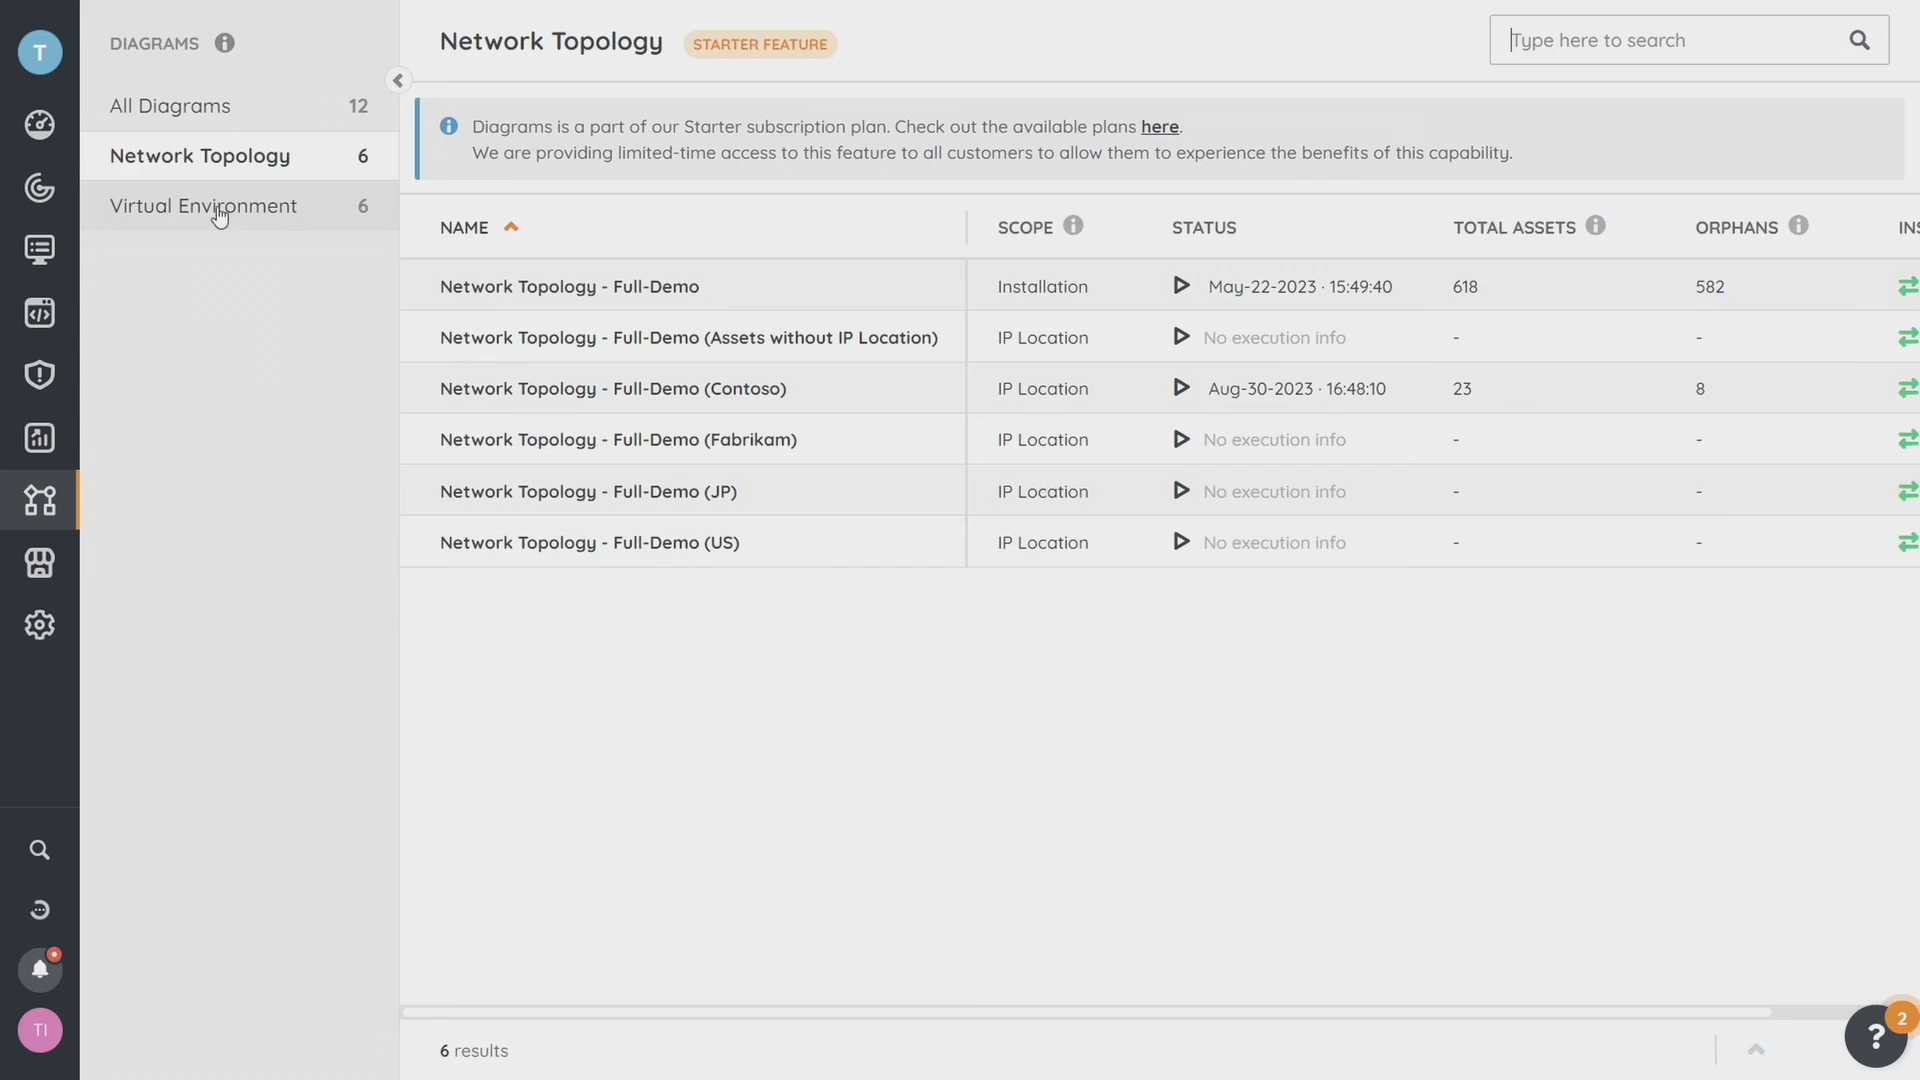 T
DIAGRAMS
All Diagrams 12
Network Topology 6
Virtual Environment 6
Network Topology STARTER FEATURE
Type here to search
Diagrams is a part of our Starter subscription plan. Check out the available plans here.
We are providing limited-time access to this feature to all customers to allow them to experience the benefits of this capability.
NAME SCOPE STATUS TOTAL ASSETS ORPHANS INS
Network Topology - Full-Demo Installation May-22-2023 · 15:49:40 618 582
Network Topology - Full-Demo (Assets without IP Location) IP Location No execution info - -
Network Topology - Full-Demo (Contoso) IP Location Aug-30-2023 · 16:48:10 23 8
Network Topology - Full-Demo (Fabrikam) IP Location No execution info - -
Network Topology - Full-Demo (JP) IP Location No execution info - -
Network Topology - Full-Demo (US) IP Location No execution info - -
TI
6 results
? 2